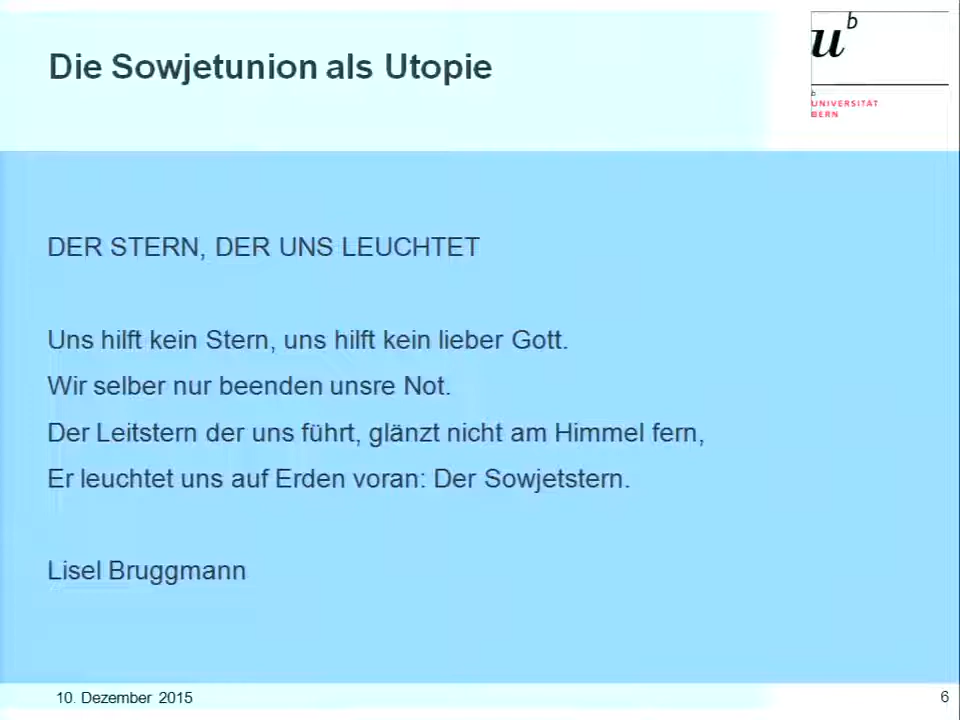 Die Sowjetunion als Utopie
u b
b
UNIVERSITÄT
BERN
DER STERN, DER UNS LEUCHTET
Uns hilft kein Stern, uns hilft kein lieber Gott.
Wir selber nur beenden unsre Not.
Der Leitstern der uns führt, glänzt nicht am Himmel fern,
Er leuchtet uns auf Erden voran: Der Sowjetstern.
Lisel Bruggmann
10. Dezember 2015
6